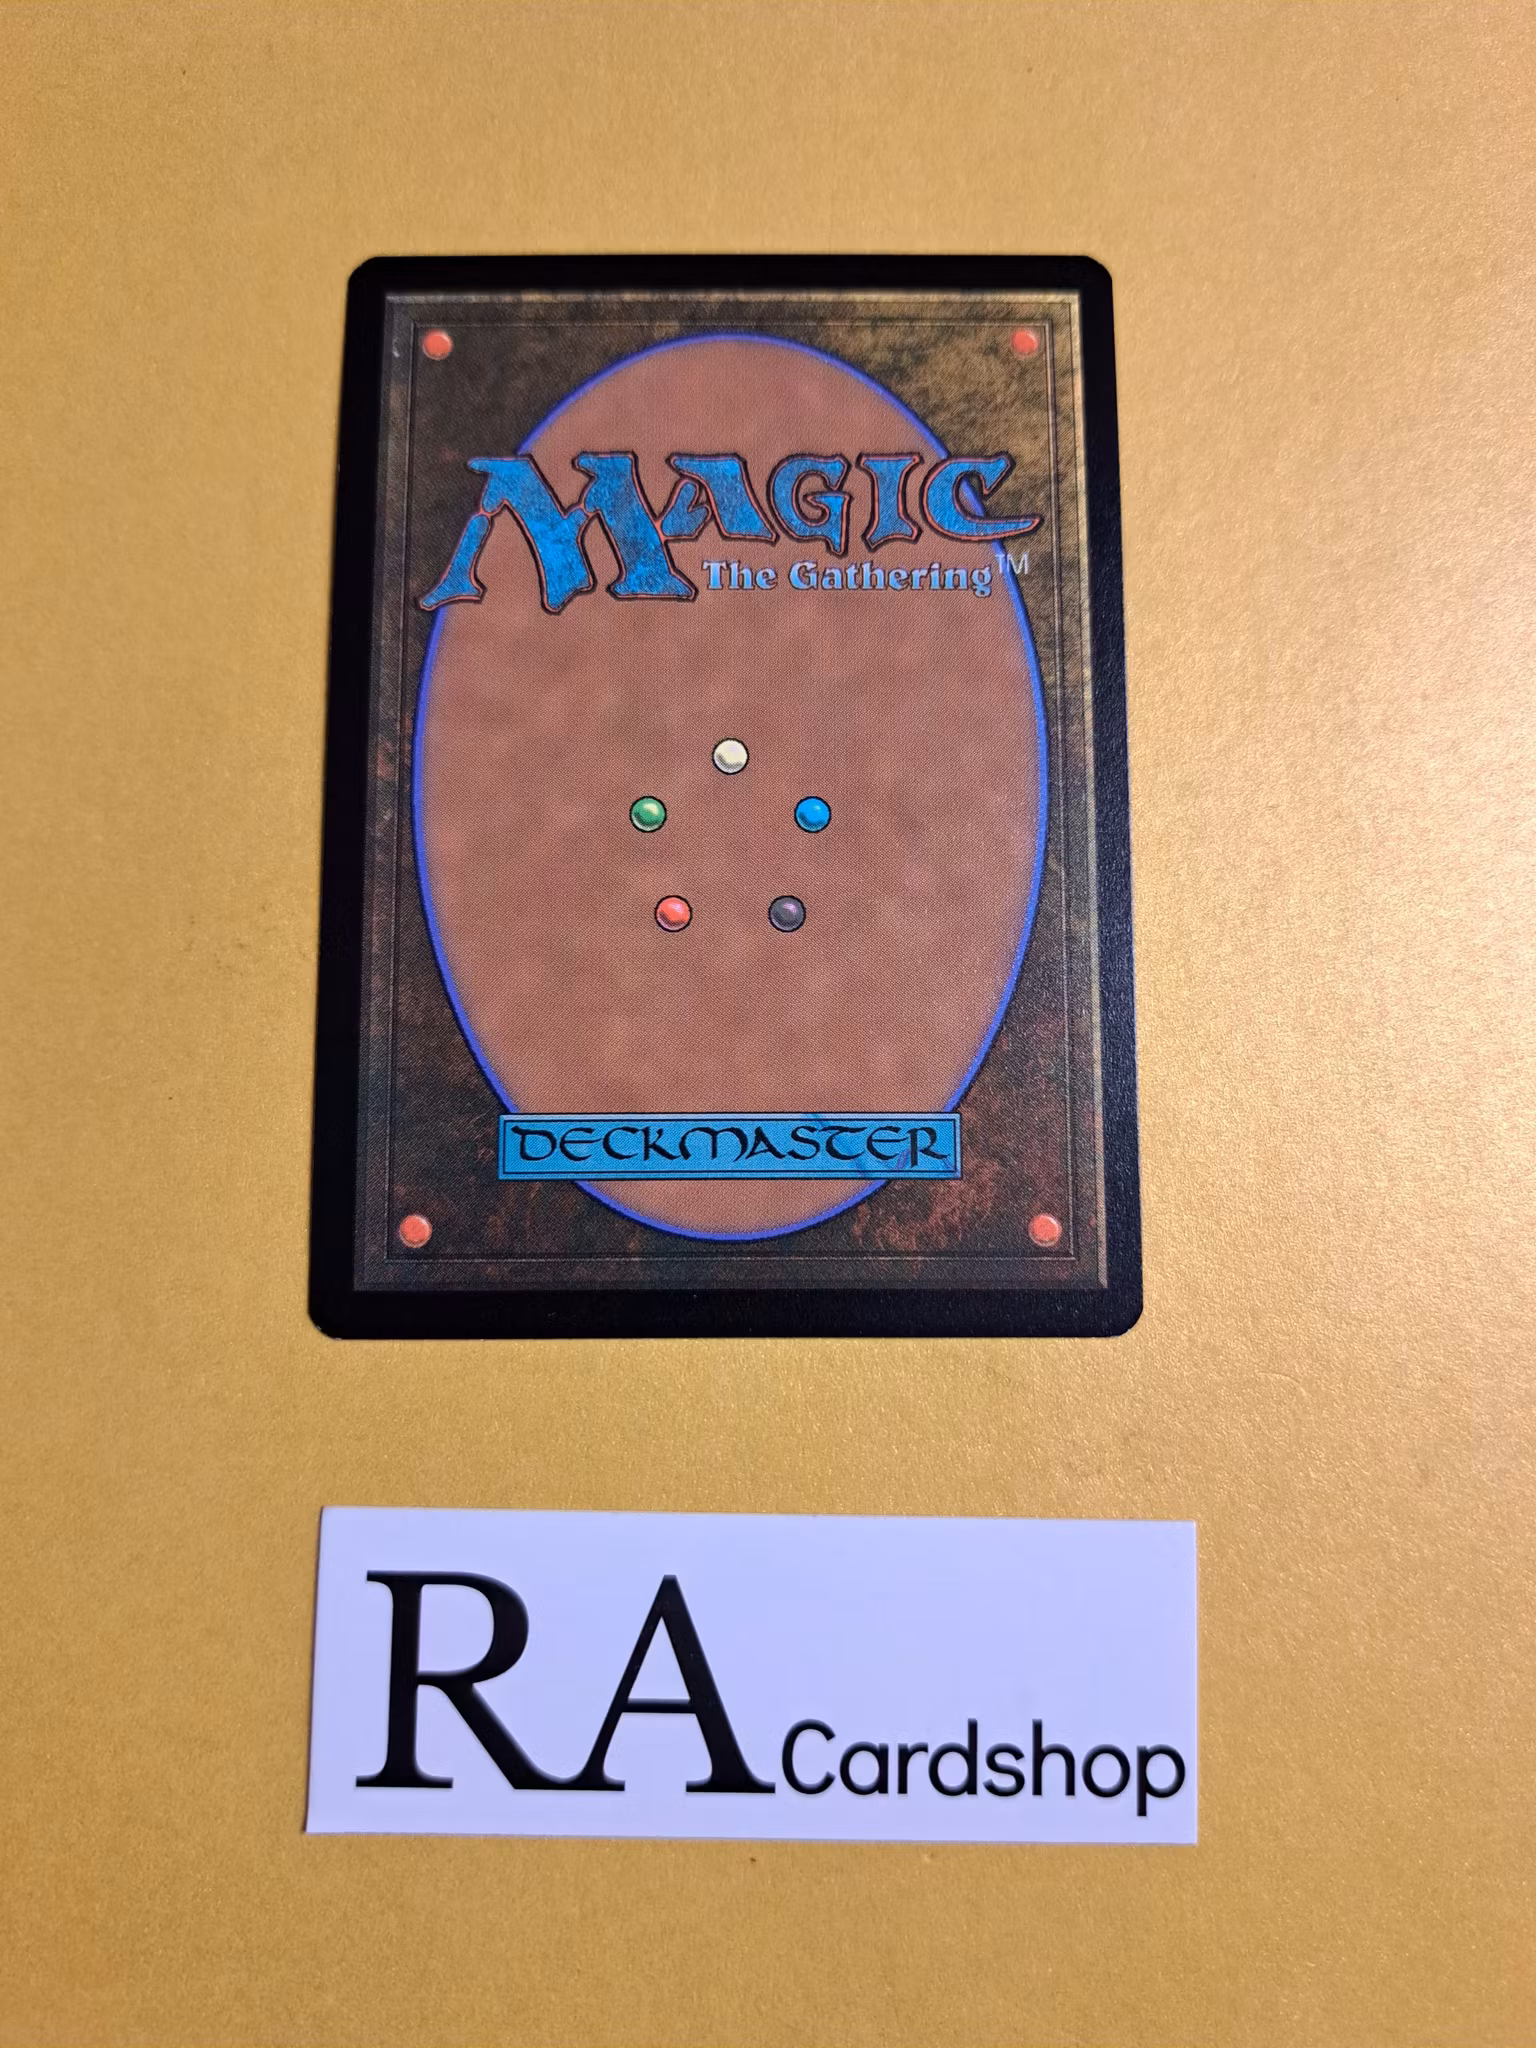 MAGIC
The Gathering™
DECKMASTER
RA Cardshop